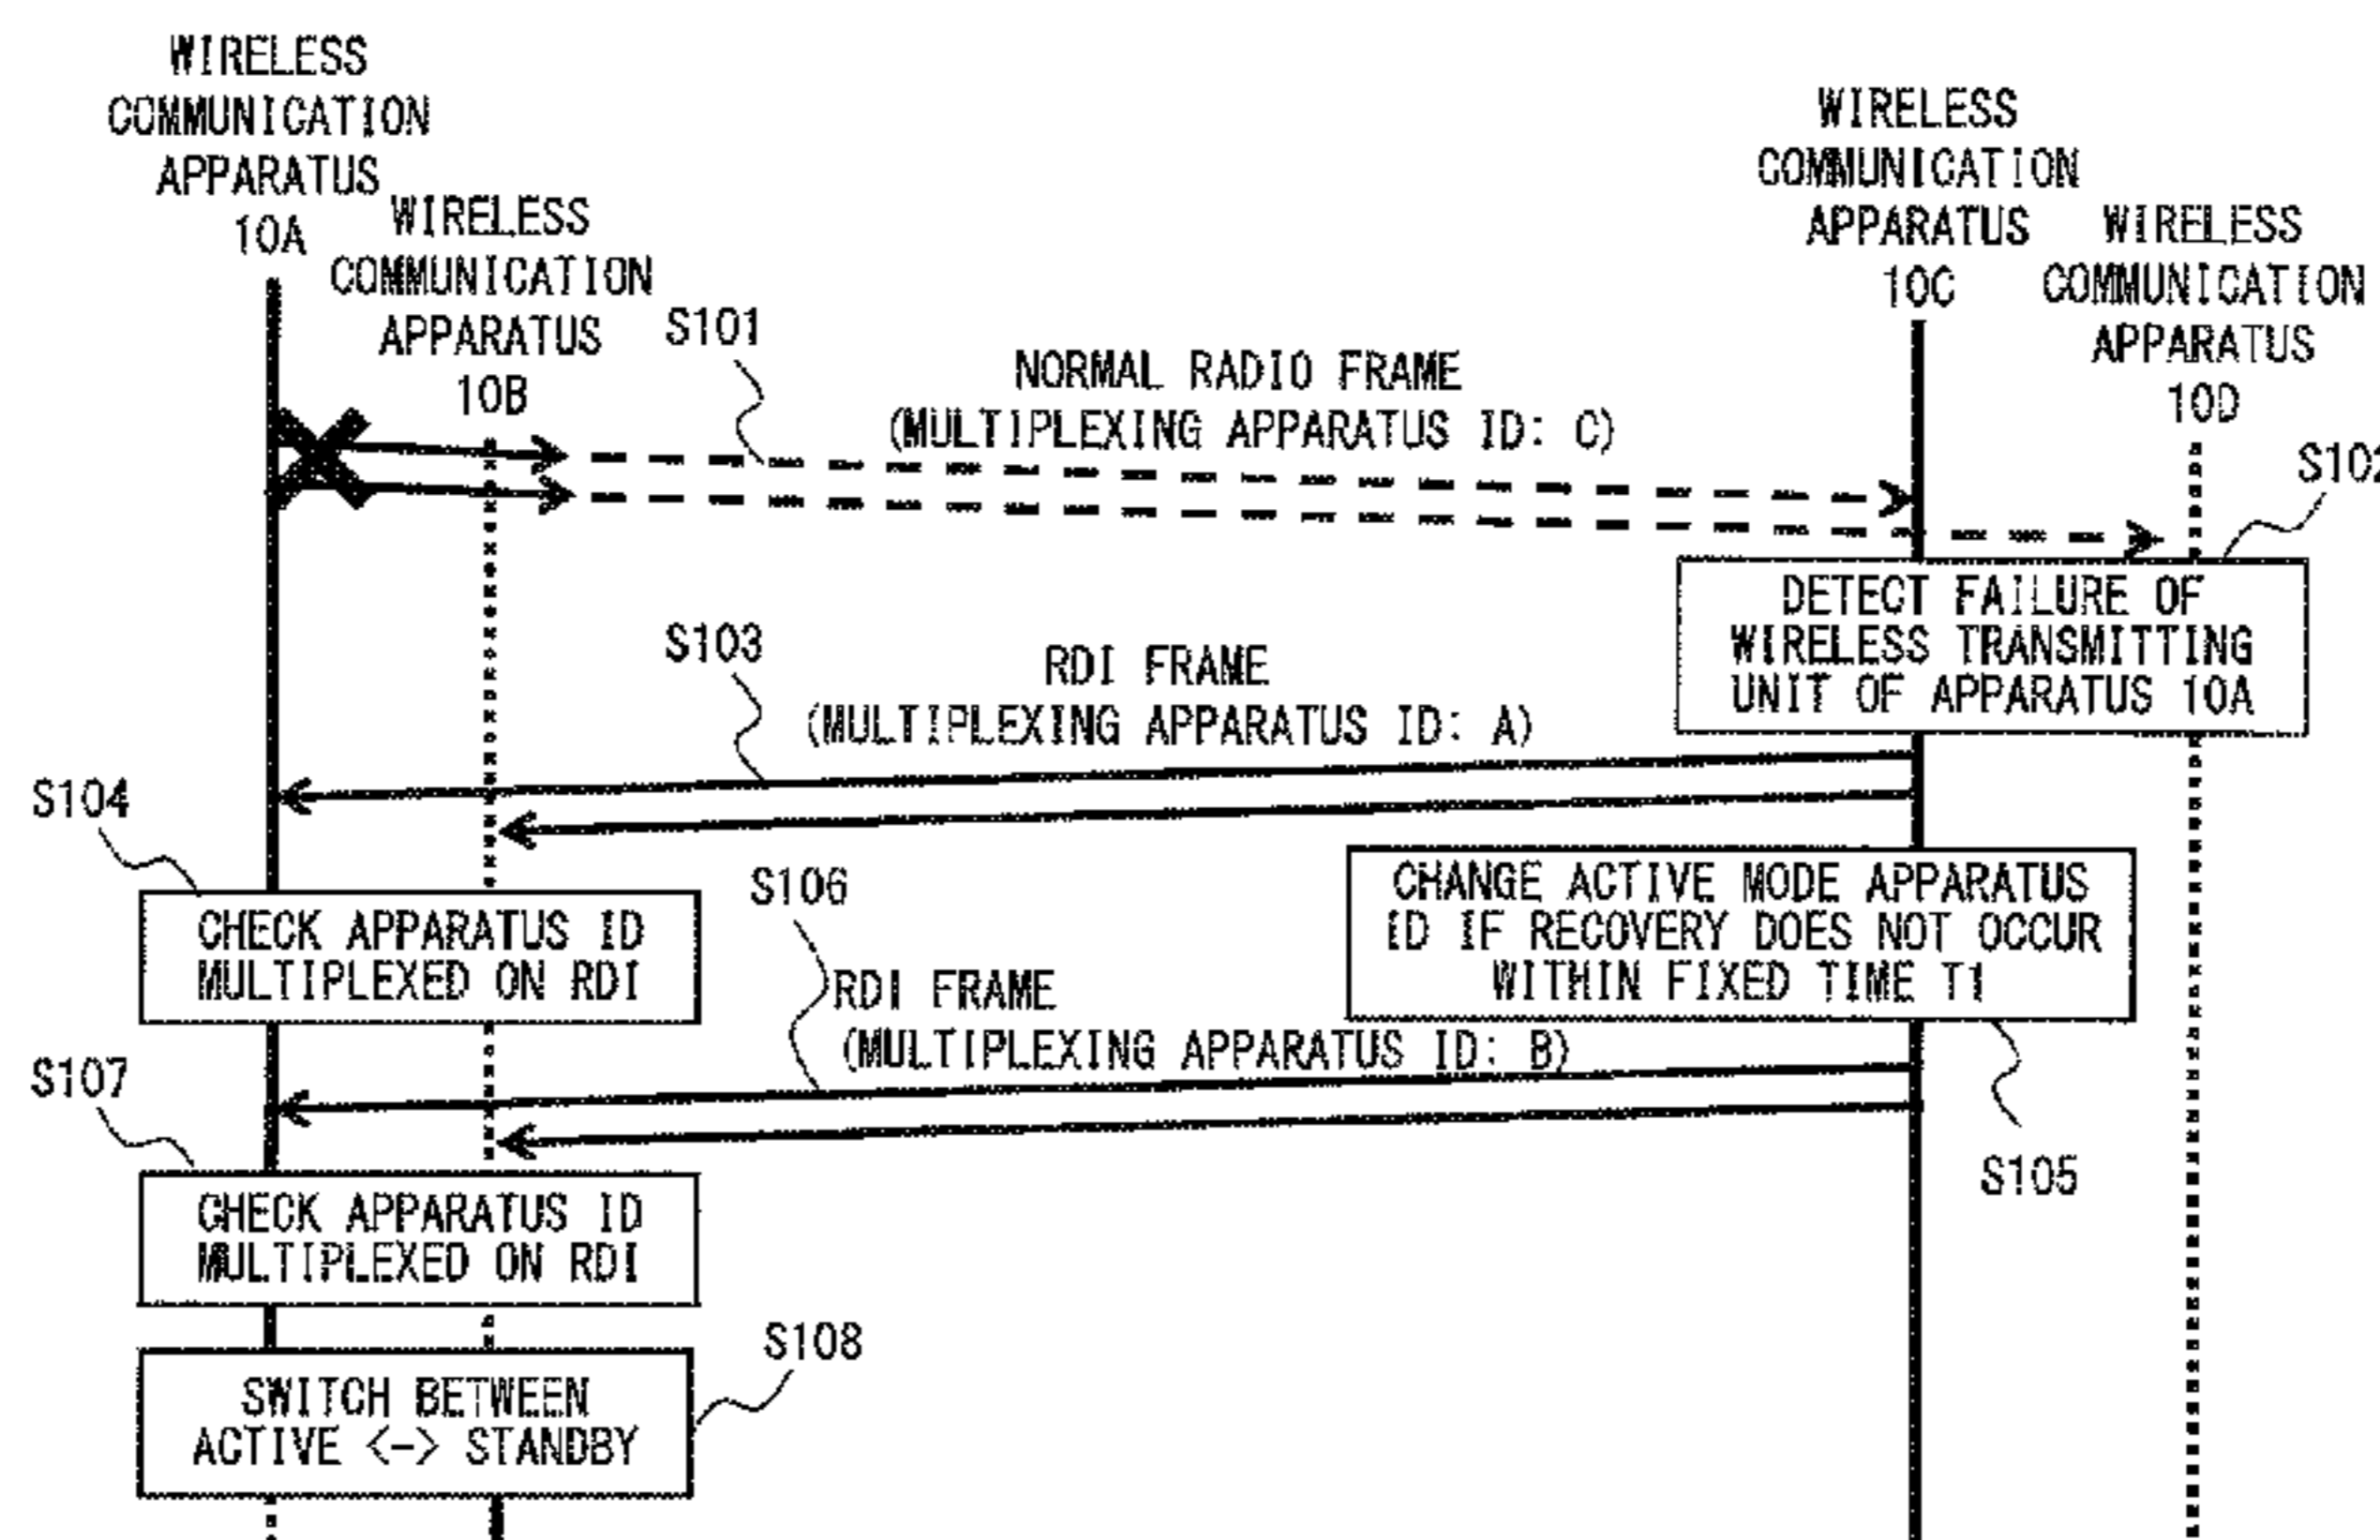 WIRELESS
COMMUNICATION
APPARATUS
10A
WIRELESS
COMMUNICATION
APPARATUS
10B
WIRELESS
COMMUNICATION
APPARATUS
10C
WIRELESS
COMMUNICATION
APPARATUS
10D
S101
NORMAL RADIO FRAME
(MULTIPLEXING APPARATUS ID: C)
S102
DETECT FAILURE OF
WIRELESS TRANSMITTING
UNIT OF APPARATUS 10A
S103
RDI FRAME
(MULTIPLEXING APPARATUS ID: A)
S104
CHECK APPARATUS ID
MULTIPLEXED ON RDI
CHANGE ACTIVE MODE APPARATUS
ID IF RECOVERY DOES NOT OCCUR
WITHIN FIXED TIME T1
S105
S106
RDI FRAME
(MULTIPLEXING APPARATUS ID: B)
S107
CHECK APPARATUS ID
MULTIPLEXED ON RDI
S108
SWITCH BETWEEN
ACTIVE <-> STANDBY